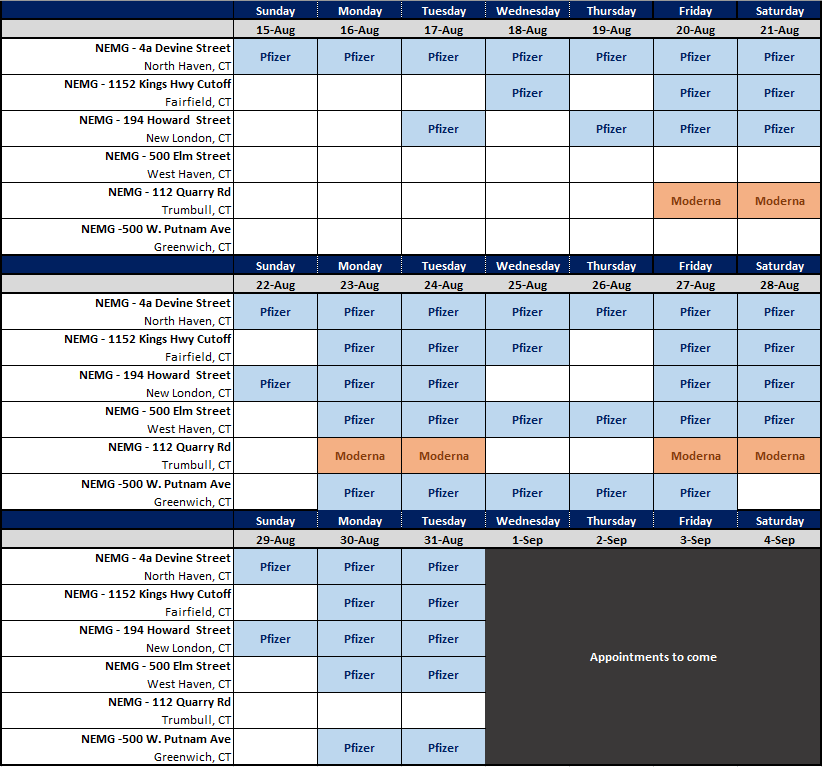 Sunday Monday Tuesday Wednesday Thursday Friday Saturday
15-Aug 16-Aug 17-Aug 18-Aug 19-Aug 20-Aug 21-Aug
NEMG - 4a Devine Street
North Haven, CT
Pfizer Pfizer Pfizer Pfizer Pfizer Pfizer Pfizer
NEMG - 1152 Kings Hwy Cutoff
Fairfield, CT
Pfizer Pfizer Pfizer
NEMG - 194 Howard  Street
New London, CT
Pfizer Pfizer Pfizer Pfizer
NEMG - 500 Elm Street
West Haven, CT
NEMG - 112 Quarry Rd
Trumbull, CT
Moderna Moderna
NEMG -500 W. Putnam Ave
Greenwich, CT
Sunday Monday Tuesday Wednesday Thursday Friday Saturday
22-Aug 23-Aug 24-Aug 25-Aug 26-Aug 27-Aug 28-Aug
NEMG - 4a Devine Street
North Haven, CT
Pfizer Pfizer Pfizer Pfizer Pfizer Pfizer Pfizer
NEMG - 1152 Kings Hwy Cutoff
Fairfield, CT
Pfizer Pfizer Pfizer Pfizer Pfizer
NEMG - 194 Howard  Street
New London, CT
Pfizer Pfizer Pfizer Pfizer Pfizer
NEMG - 500 Elm Street
West Haven, CT
Pfizer Pfizer Pfizer Pfizer Pfizer Pfizer
NEMG - 112 Quarry Rd
Trumbull, CT
Moderna Moderna Moderna Moderna
NEMG -500 W. Putnam Ave
Greenwich, CT
Pfizer Pfizer Pfizer Pfizer Pfizer
Sunday Monday Tuesday Wednesday Thursday Friday Saturday
29-Aug 30-Aug 31-Aug 1-Sep 2-Sep 3-Sep 4-Sep
NEMG - 4a Devine Street
North Haven, CT
Pfizer Pfizer Pfizer
NEMG - 1152 Kings Hwy Cutoff
Fairfield, CT
Pfizer Pfizer
NEMG - 194 Howard  Street
New London, CT
Pfizer Pfizer Pfizer
Appointments to come
NEMG - 500 Elm Street
West Haven, CT
Pfizer Pfizer
NEMG - 112 Quarry Rd
Trumbull, CT
NEMG -500 W. Putnam Ave
Greenwich, CT
Pfizer Pfizer